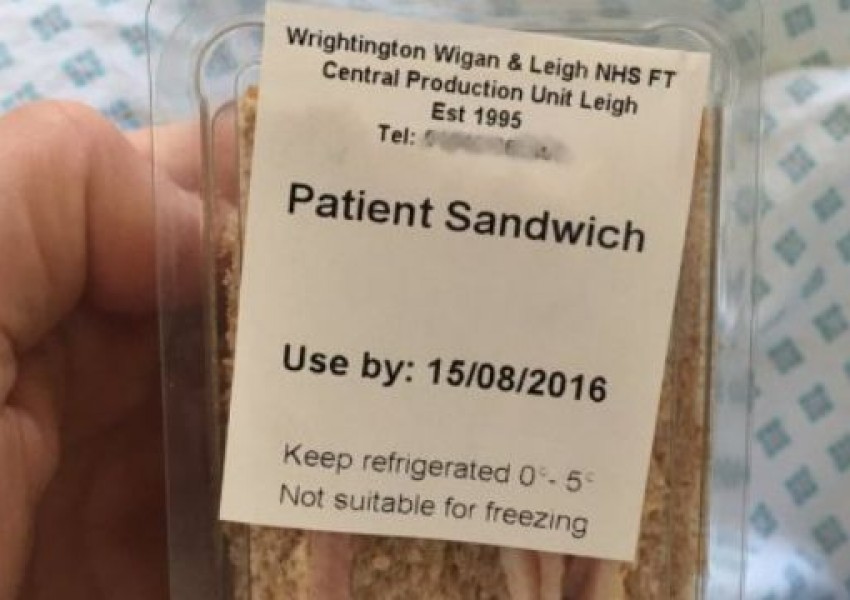 Wrightington Wigan & Leigh NHS FT
Central Production Unit Leigh
Est 1995
Tel:
Patient Sandwich
Use by: 15/08/2016
Keep refrigerated 0°- 5°
Not suitable for freezing